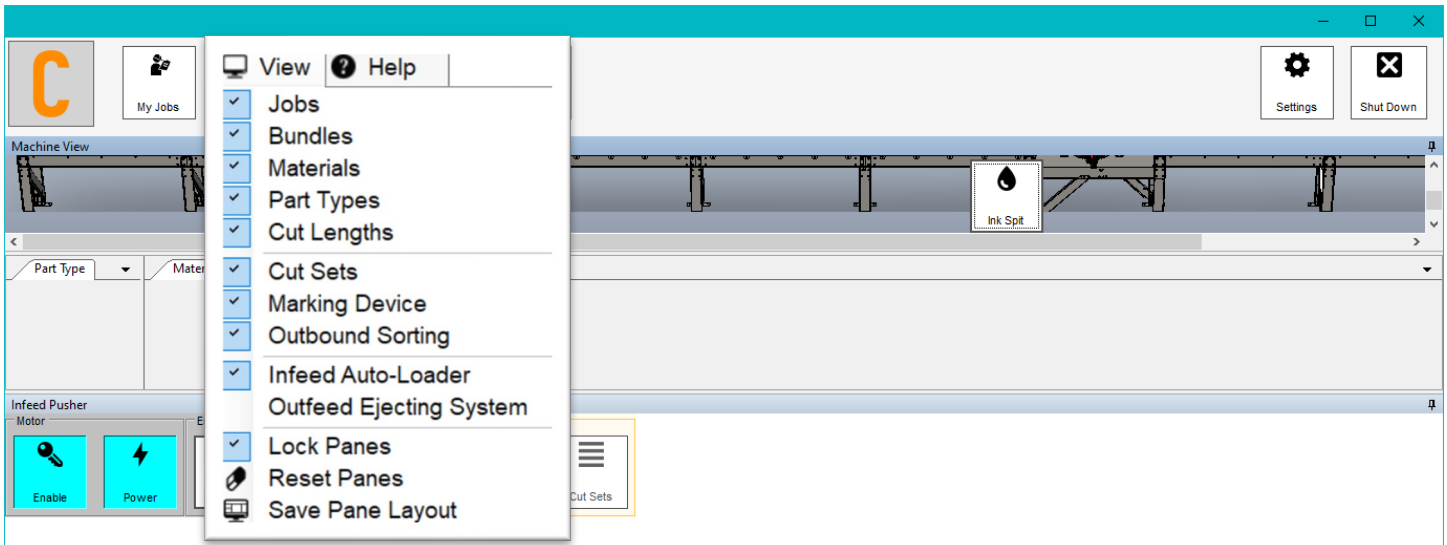 C
My Jobs
View Help
Settings
Shut Down
Jobs
Bundles
Materials
Part Types
Cut Lengths
Cut Sets
Marking Device
Outbound Sorting
Infeed Auto-Loader
Outfeed Ejecting System
Lock Panes
Reset Panes
Save Pane Layout
Machine View
Ink Spit
Part Type
Mater
Infeed Pusher
Motor
E
Enable
Power
Cut Sets